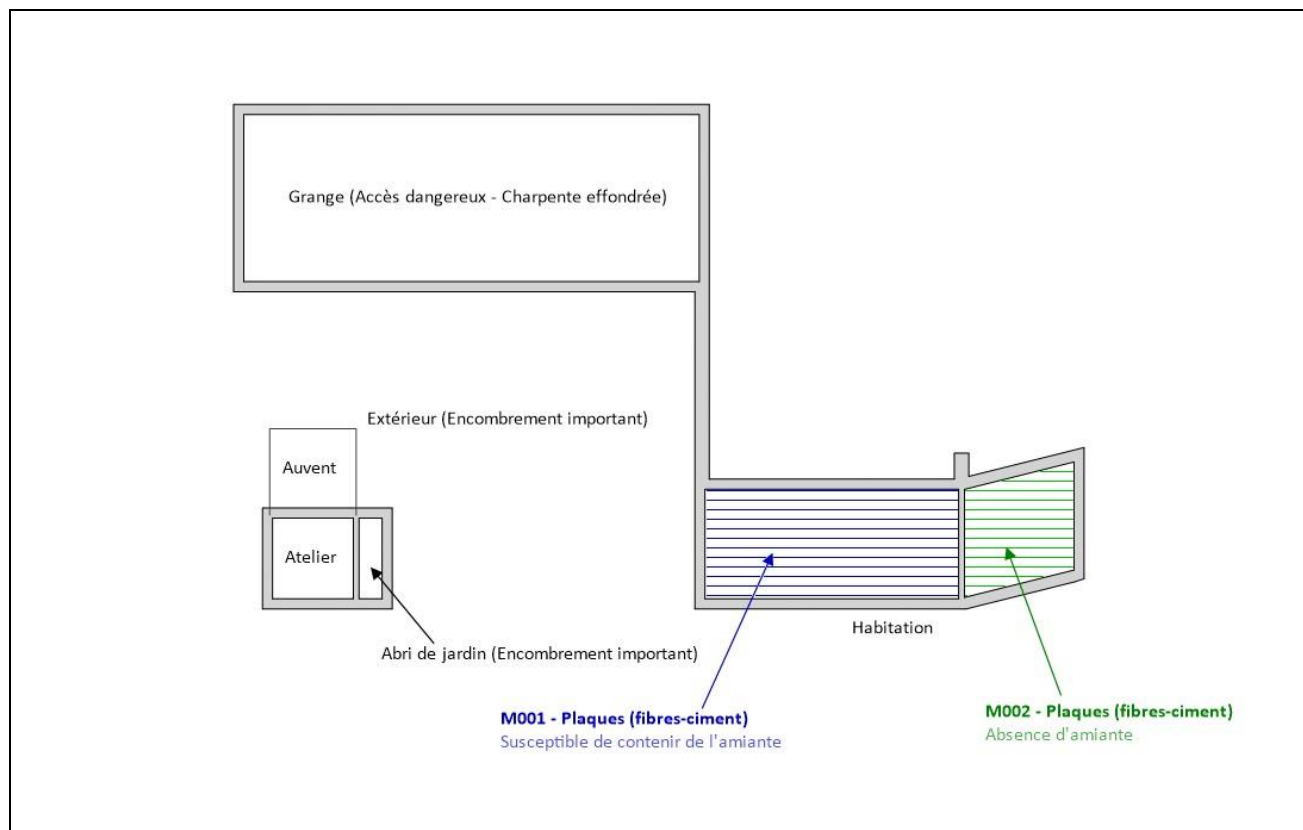 Grange (Accès dangereux - Charpente effondrée)
Extérieur (Encombrement important)
Auvent
Atelier
Habitation
Abri de jardin (Encombrement important)
M001 - Plaques (fibres-ciment)
Susceptible de contenir de l'amiante
M002 - Plaques (fibres-ciment)
Absence d'amiante